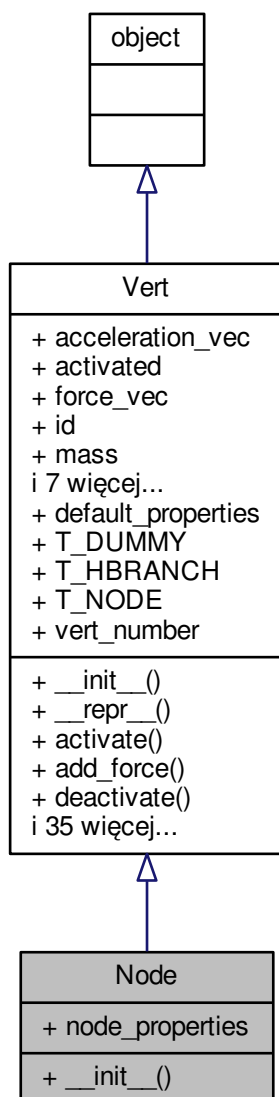 object
Vert
+ acceleration_vec
+ activated
+ force_vec
+ id
+ mass
i 7 więcej...
+ default_properties
+ T_DUMMY
+ T_HBRANCH
+ T_NODE
+ vert_number
+ __init__()
+ __repr__()
+ activate()
+ add_force()
+ deactivate()
i 35 więcej...
Node
+ node_properties
+ __init__()